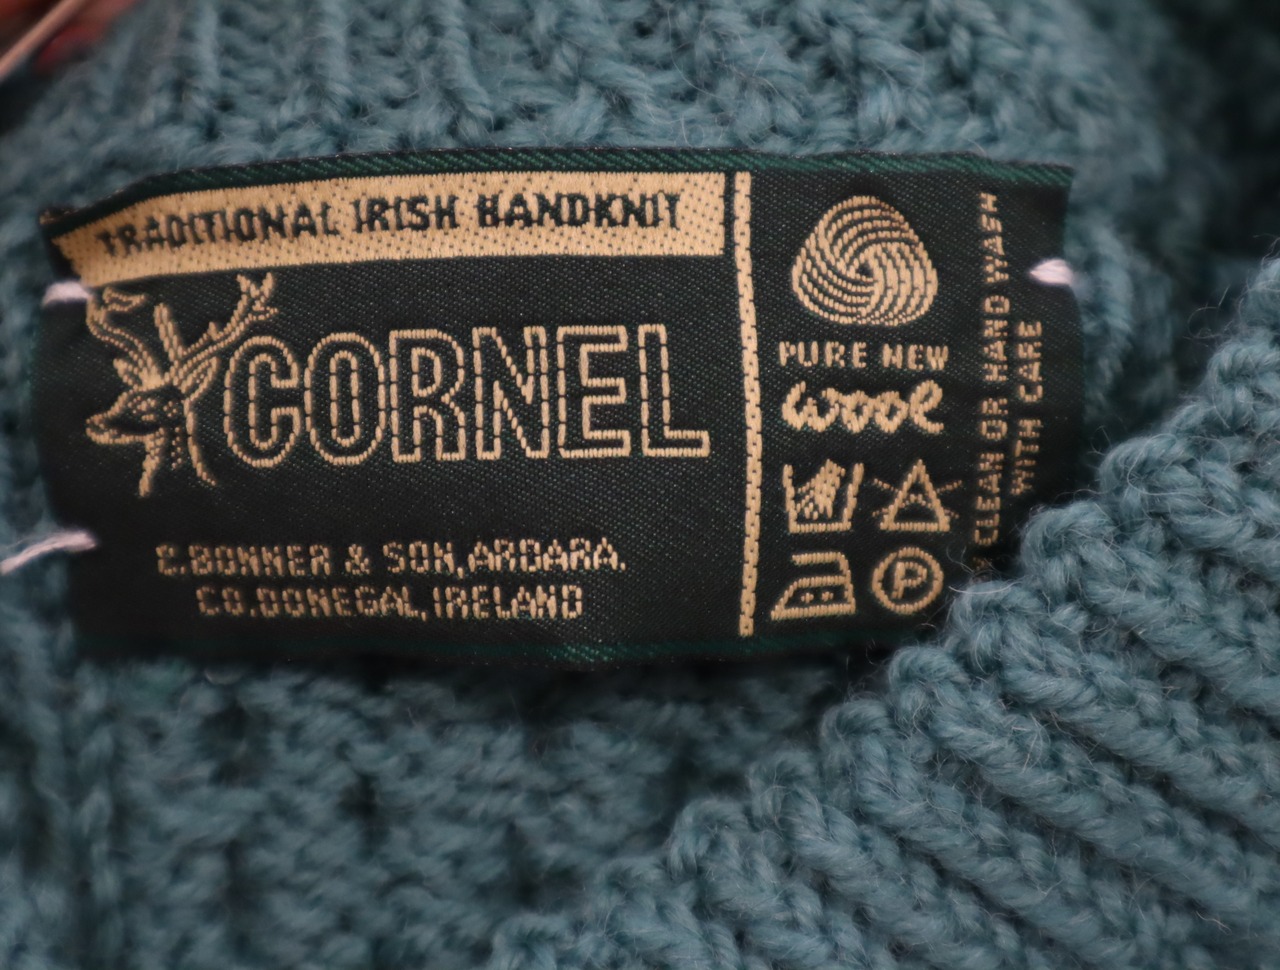 TRADITIONAL IRISH HANDKNIT
CORNEL
C.BONNER & SON,ARDARA.
CO,DONEGAL,IRELAND
PURE NEW
wool
P
CLEAN OR HAND WASH
WITH CARE